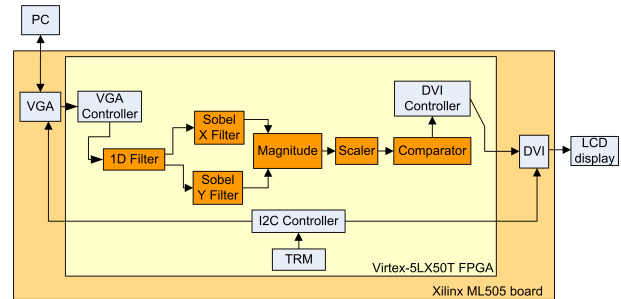 PC
VGA
VGA
Controller
1D Filter
Sobel
X Filter
Sobel
Y Filter
Magnitude
Scaler
Comparator
DVI
Controller
DVI
LCD
display
I2C Controller
TRM
Virtex-5LX50T FPGA
Xilinx ML505 board